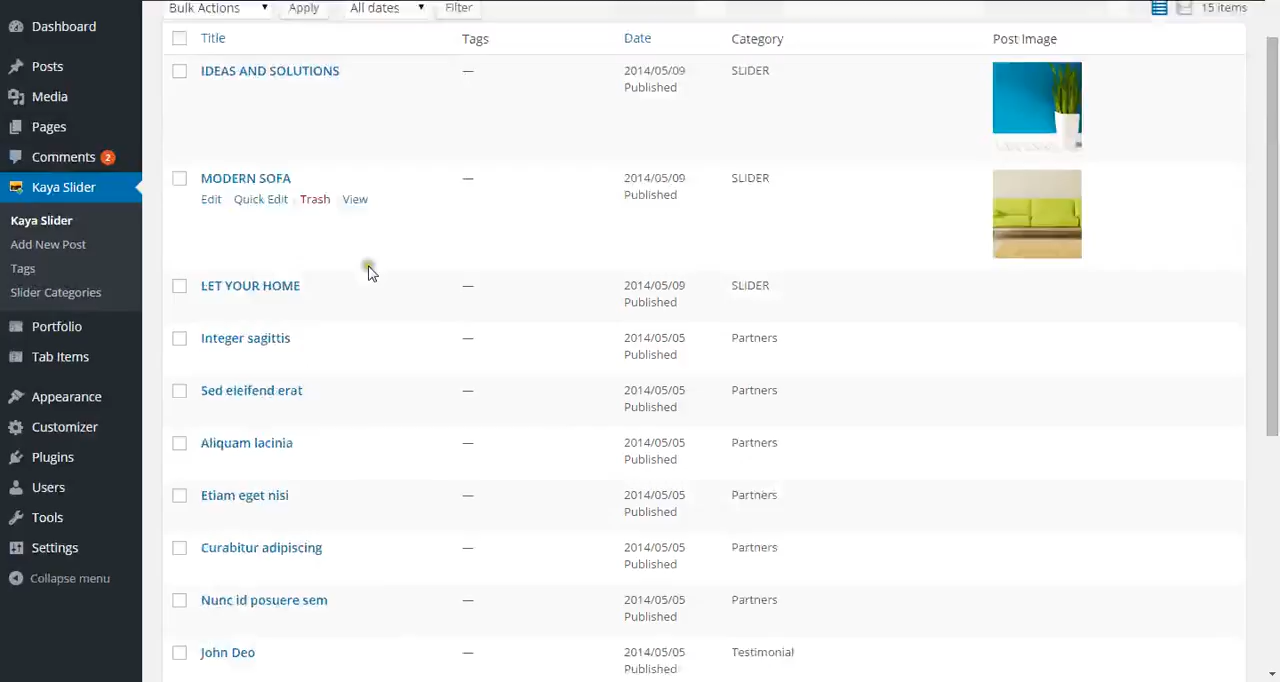 Dashboard
Posts
Media
Pages
Comments 2
Kaya Slider
Kaya Slider
Add New Post
Tags
Slider Categories
Portfolio
Tab Items
Appearance
Customizer
Plugins
Users
Tools
Settings
Collapse menu
Bulk Actions Apply All dates Filter 15 items
Title Tags Date Category Post Image
IDEAS AND SOLUTIONS — 2014/05/09 SLIDER
Published
MODERN SOFA — 2014/05/09 SLIDER
Edit Quick Edit Trash View Published
LET YOUR HOME — 2014/05/09 SLIDER
Published
Integer sagittis — 2014/05/05 Partners
Published
Sed eleifend erat — 2014/05/05 Partners
Published
Aliquam lacinia — 2014/05/05 Partners
Published
Etiam eget nisi — 2014/05/05 Partners
Published
Curabitur adipiscing — 2014/05/05 Partners
Published
Nunc id posuere sem — 2014/05/05 Partners
Published
John Deo — 2014/05/05 Testimonial
Published